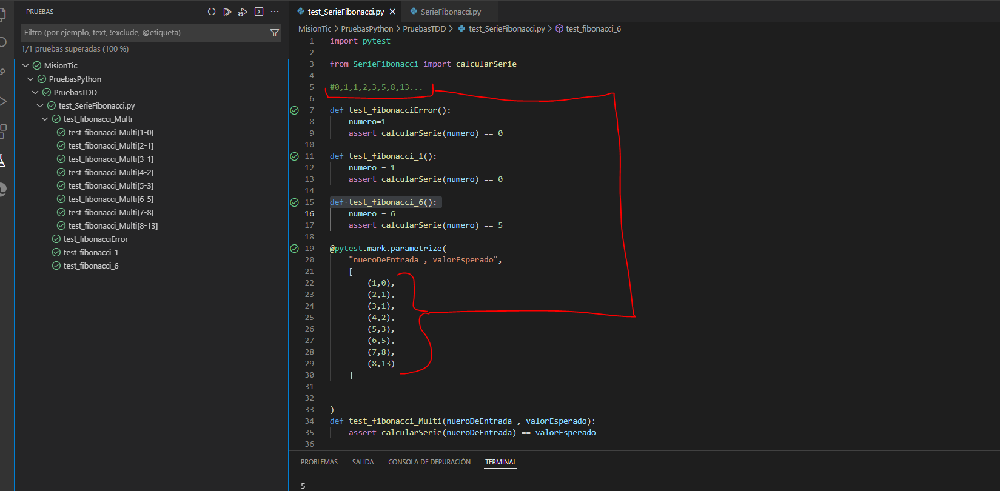 PRUEBAS
Filtro (por ejemplo, text, !exclude, @etiqueta)
1/1 pruebas superadas (100 %)
MisionTic
PruebasPython
PruebasTDD
test_SerieFibonacci.py
test_fibonacci_Multi
test_fibonacci_Multi[1-0]
test_fibonacci_Multi[2-1]
test_fibonacci_Multi[3-1]
test_fibonacci_Multi[4-2]
test_fibonacci_Multi[5-3]
test_fibonacci_Multi[6-5]
test_fibonacci_Multi[7-8]
test_fibonacci_Multi[8-13]
test_fibonacciError
test_fibonacci_1
test_fibonacci_6
test_SerieFibonacci.py SerieFibonacci.py
MisionTic > PruebasPython > PruebasTDD > test_SerieFibonacci.py > test_fibonacci_6
1 import pytest
2
3 from SerieFibonacci import calcularSerie
4
5 #0,1,1,2,3,5,8,13...
6
7 def test_fibonacciError():
8 numero=1
9 assert calcularSerie(numero) == 0
10
11 def test_fibonacci_1():
12 numero = 1
13 assert calcularSerie(numero) == 0
14
15 def test_fibonacci_6():
16 numero = 6
17 assert calcularSerie(numero) == 5
18
19 @pytest.mark.parametrize(
20 "nueroDeEntrada , valorEsperado",
21 [
22 (1,0),
23 (2,1),
24 (3,1),
25 (4,2),
26 (5,3),
27 (6,5),
28 (7,8),
29 (8,13)
30 ]
31
32
33 )
34 def test_fibonacci_Multi(nueroDeEntrada , valorEsperado):
35 assert calcularSerie(nueroDeEntrada) == valorEsperado
36
PROBLEMAS SALIDA CONSOLA DE DEPURACIÓN TERMINAL
5